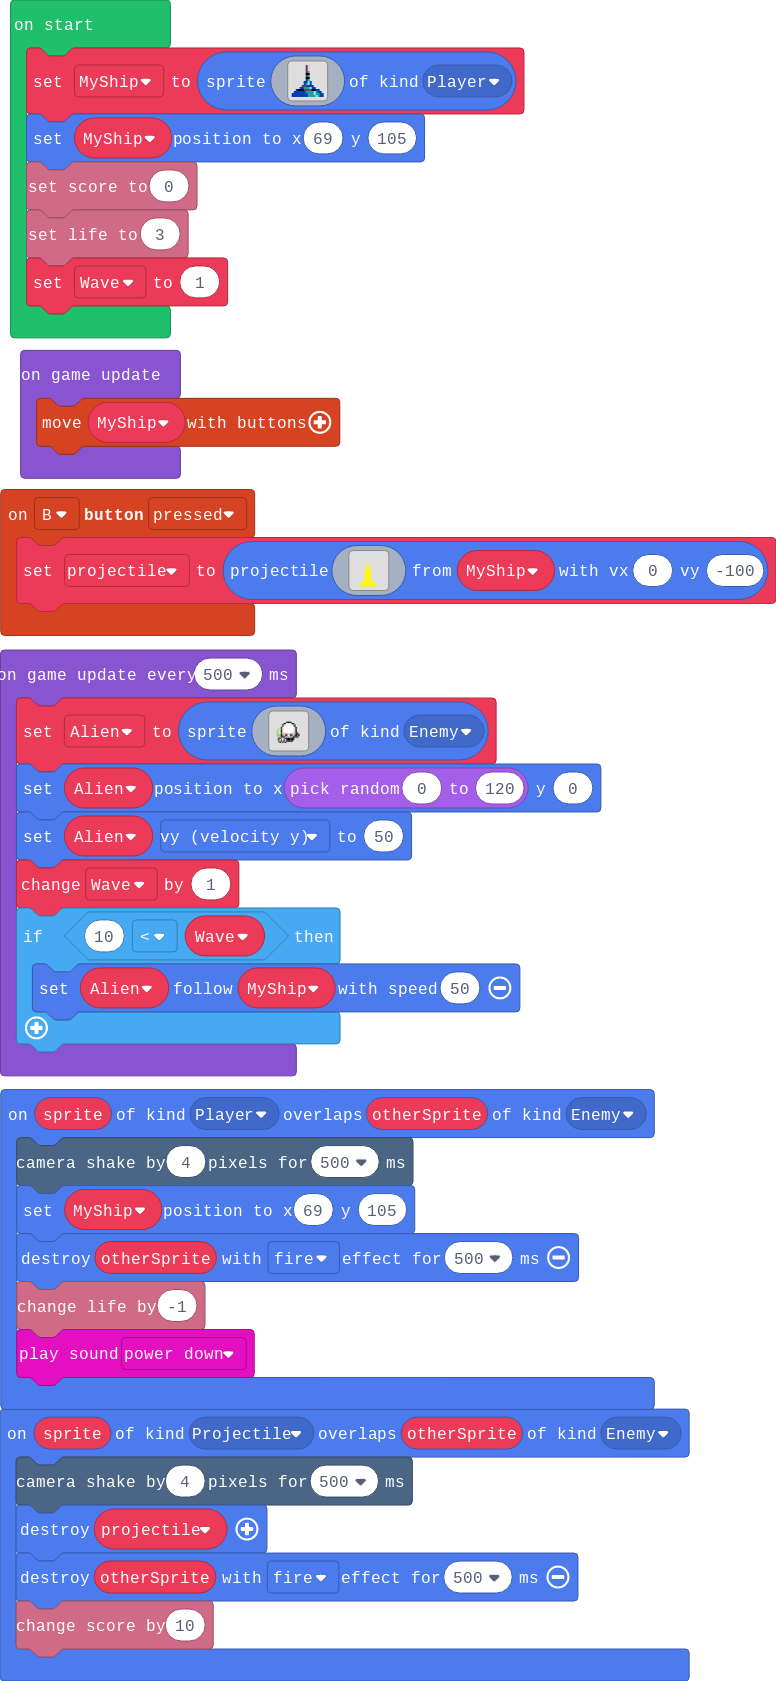 on start
set MyShip to sprite of kind Player
set MyShip position to x 69 y 105
set score to 0
set life to 3
set Wave to 1
on game update
move MyShip with buttons
on B button pressed
set projectile to projectile from MyShip with vx 0 vy -100
on game update every 500 ms
set Alien to sprite of kind Enemy
set Alien position to x pick random 0 to 120 y 0
set Alien vy (velocity y) to 50
change Wave by 1
if 10 < Wave then
set Alien follow MyShip with speed 50
on sprite of kind Player overlaps otherSprite of kind Enemy
camera shake by 4 pixels for 500 ms
set MyShip position to x 69 y 105
destroy otherSprite with fire effect for 500 ms
change life by -1
play sound power down
on sprite of kind Projectile overlaps otherSprite of kind Enemy
camera shake by 4 pixels for 500 ms
destroy projectile
destroy otherSprite with fire effect for 500 ms
change score by 10